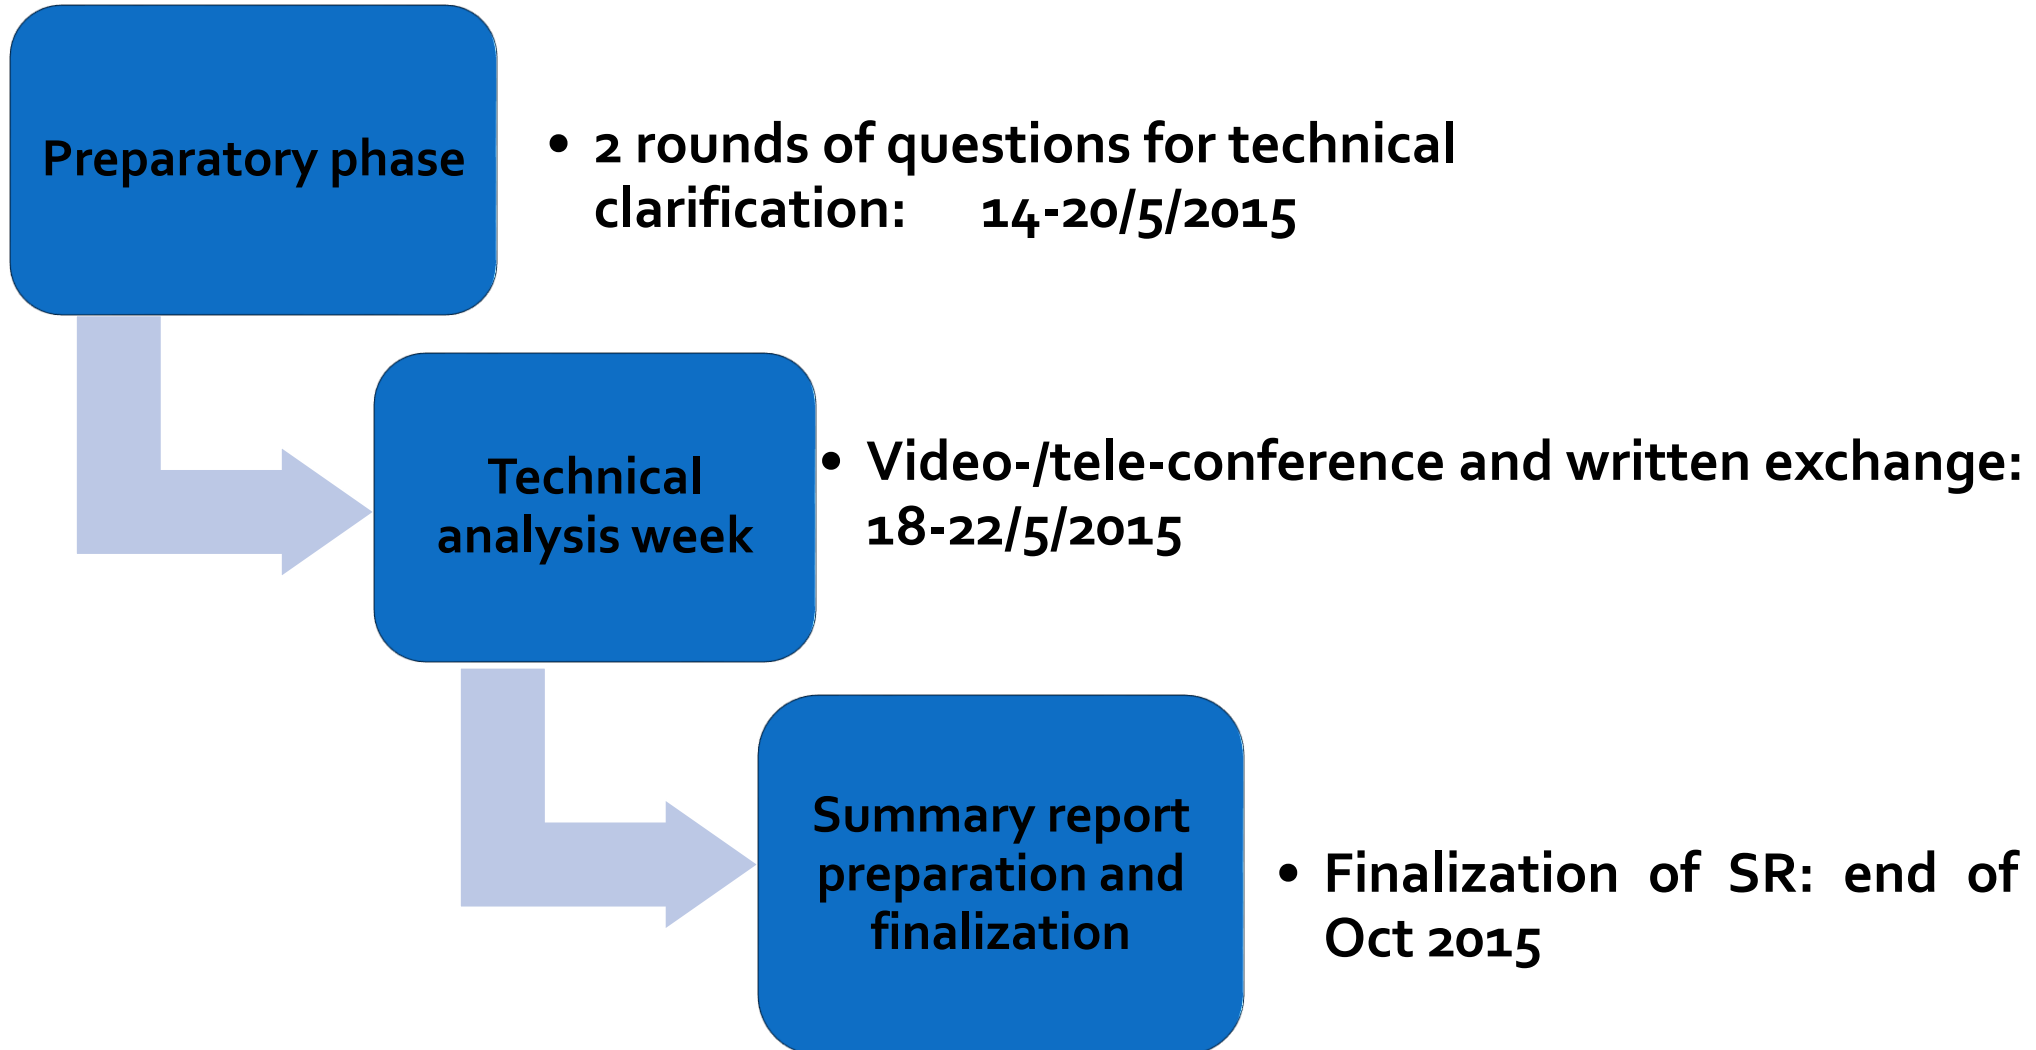 Preparatory phase
• 2 rounds of questions for technical
clarification: 14-20/5/2015
Technical
analysis week
• Video-/tele-conference and written exchange:
18-22/5/2015
Summary report
preparation and
finalization
• Finalization of SR: end of
Oct 2015